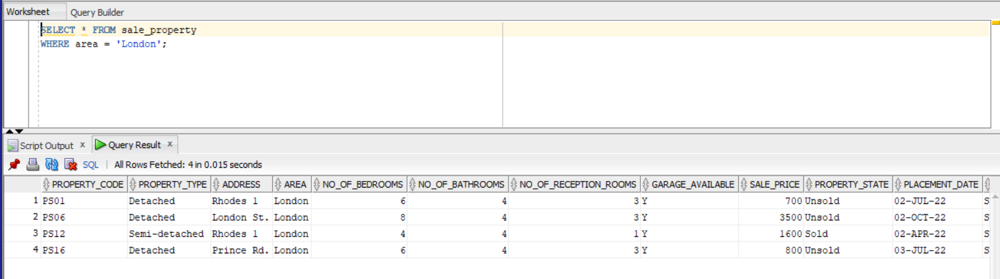 Worksheet Query Builder
SELECT * FROM sale_property
WHERE area = 'London';
Script Output x Query Result x
SQL | All Rows Fetched: 4 in 0.015 seconds
PROPERTY_CODE PROPERTY_TYPE ADDRESS AREA NO_OF_BEDROOMS NO_OF_BATHROOMS NO_OF_RECEPTION_ROOMS GARAGE_AVAILABLE SALE_PRICE PROPERTY_STATE PLACEMENT_DATE
1 PS01 Detached Rhodes 1 London 6 4 3 Y 700 Unsold 02-JUL-22 S
2 PS06 Detached London St. London 8 4 3 Y 3500 Unsold 02-OCT-22 S
3 PS12 Semi-detached Rhodes 1 London 4 4 1 Y 1600 Sold 02-APR-22 S
4 PS16 Detached Prince Rd. London 6 4 3 Y 800 Unsold 03-JUL-22 S